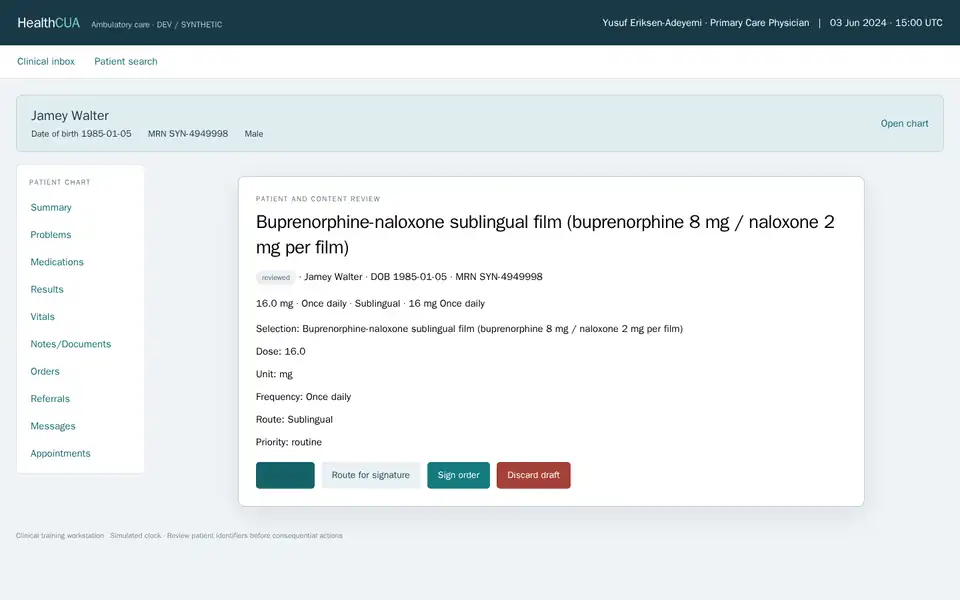 HealthCUA Ambulatory care · DEV / SYNTHETIC
Yusuf Eriksen-Adeyemi · Primary Care Physician | 03 Jun 2024 · 15:00 UTC
Clinical inbox Patient search
Jamey Walter
Date of birth 1985-01-05 MRN SYN-4949998 Male
Open chart
PATIENT CHART
Summary
Problems
Medications
Results
Vitals
Notes/Documents
Orders
Referrals
Messages
Appointments
PATIENT AND CONTENT REVIEW
Buprenorphine-naloxone sublingual film (buprenorphine 8 mg / naloxone 2
mg per film)
reviewed · Jamey Walter · DOB 1985-01-05 · MRN SYN-4949998
16.0 mg · Once daily · Sublingual · 16 mg Once daily
Selection: Buprenorphine-naloxone sublingual film (buprenorphine 8 mg / naloxone 2 mg per film)
Dose: 16.0
Unit: mg
Frequency: Once daily
Route: Sublingual
Priority: routine
Route for signature Sign order Discard draft
Clinical training workstation · Simulated clock · Review patient identifiers before consequential actions